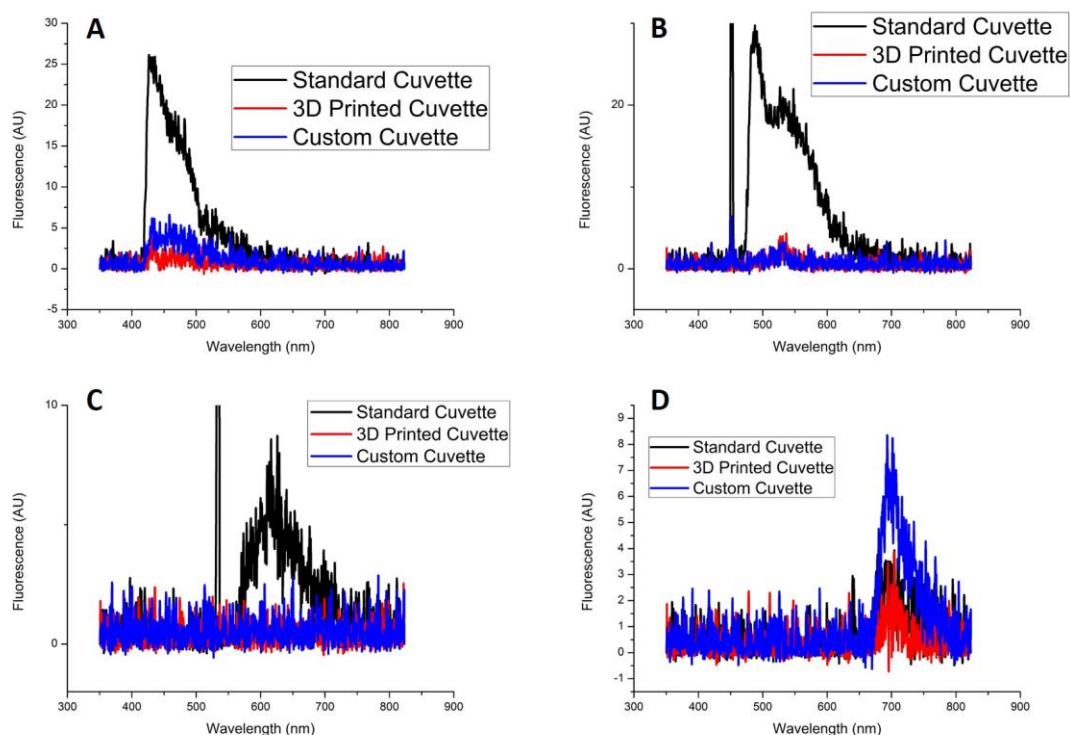 A
Standard Cuvette
3D Printed Cuvette
Custom Cuvette
Fluorescence (AU)
30
25
20
15
10
5
0
-5
300 400 500 600 700 800 900
Wavelength (nm)
B
Standard Cuvette
3D Printed Cuvette
Custom Cuvette
Fluorescence (AU)
20
0
300 400 500 600 700 800 900
Wavelength (nm)
C
Standard Cuvette
3D Printed Cuvette
Custom Cuvette
Fluorescence (AU)
10
5
0
300 400 500 600 700 800 900
Wavelength (nm)
D
Standard Cuvette
3D Printed Cuvette
Custom Cuvette
Fluorescence (AU)
9
8
7
6
5
4
3
2
1
0
-1
300 400 500 600 700 800 900
Wavelength (nm)